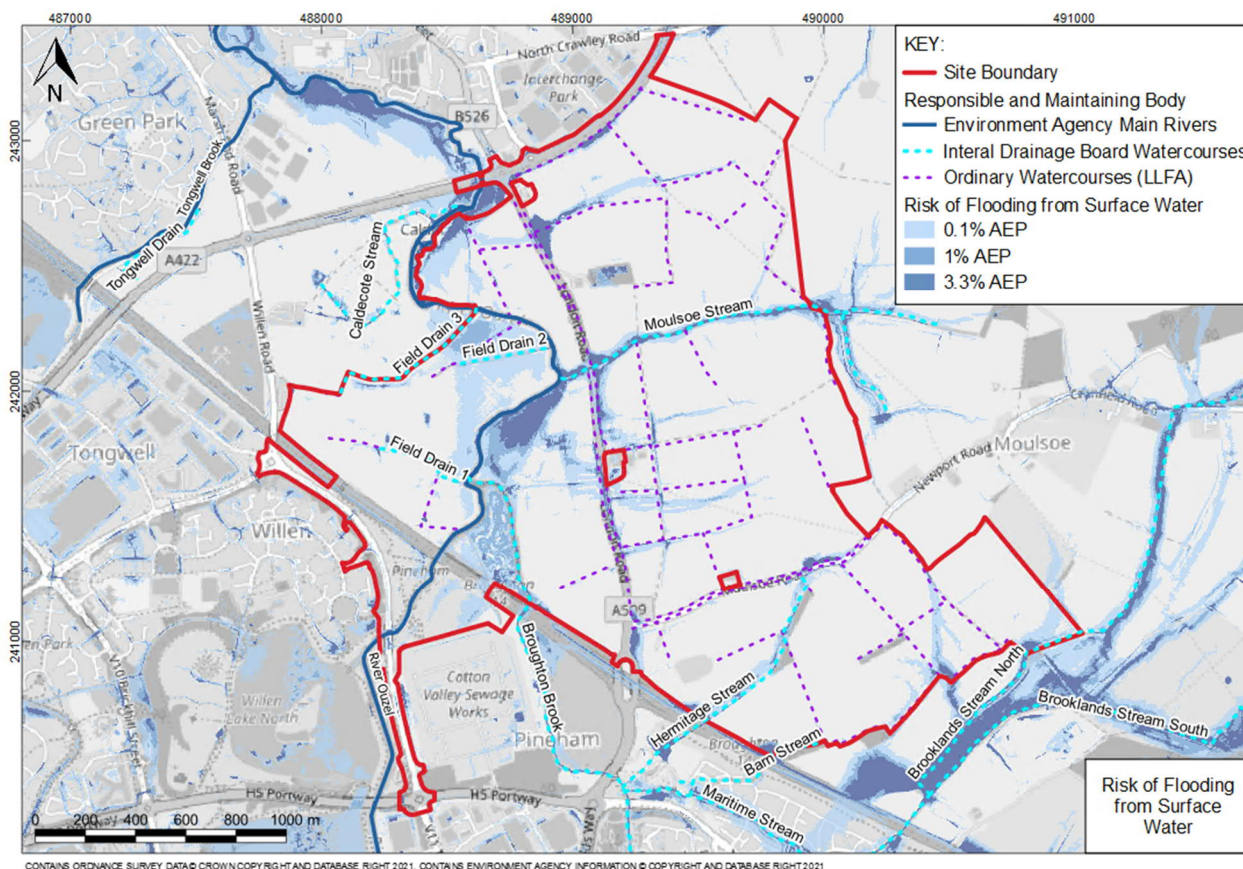 487000
488000
489000
490000
491000
243000
242000
241000
N
KEY:
Site Boundary
Responsible and Maintaining Body
Environment Agency Main Rivers
Interal Drainage Board Watercourses
Ordinary Watercourses (LLFA)
Risk of Flooding from Surface Water
0.1% AEP
1% AEP
3.3% AEP
North Crawley Road
Interchange
Park
B526
Green Park
Tongwell Brook
Tongwell Drain
A422
Caldecote Stream
Willen Road
Field Drain 3
Field Drain 2
Moulsoe Stream
Field Drain 1
Tongwell
Willen
Pineham
Moulsoe
Newport Road
A509
River Ouzel
Cotton
Valley Sewage
Works
Willen
Lake North
Pineham
Broughton Brook
Hermitage Stream
Barn Stream
Maritime Stream
Brooklands Stream North
Brooklands Stream South
H5 Portway
H5 Portway
V11
0 200 400 600 800 1000 m
Risk of Flooding
from Surface
Water
CONTAINS ORDNANCE SURVEY DATA © CROWN COPYRIGHT AND DATABASE RIGHT 2021. CONTAINS ENVIRONMENT AGENCY INFORMATION © COPYRIGHT AND DATABASE RIGHT 2021